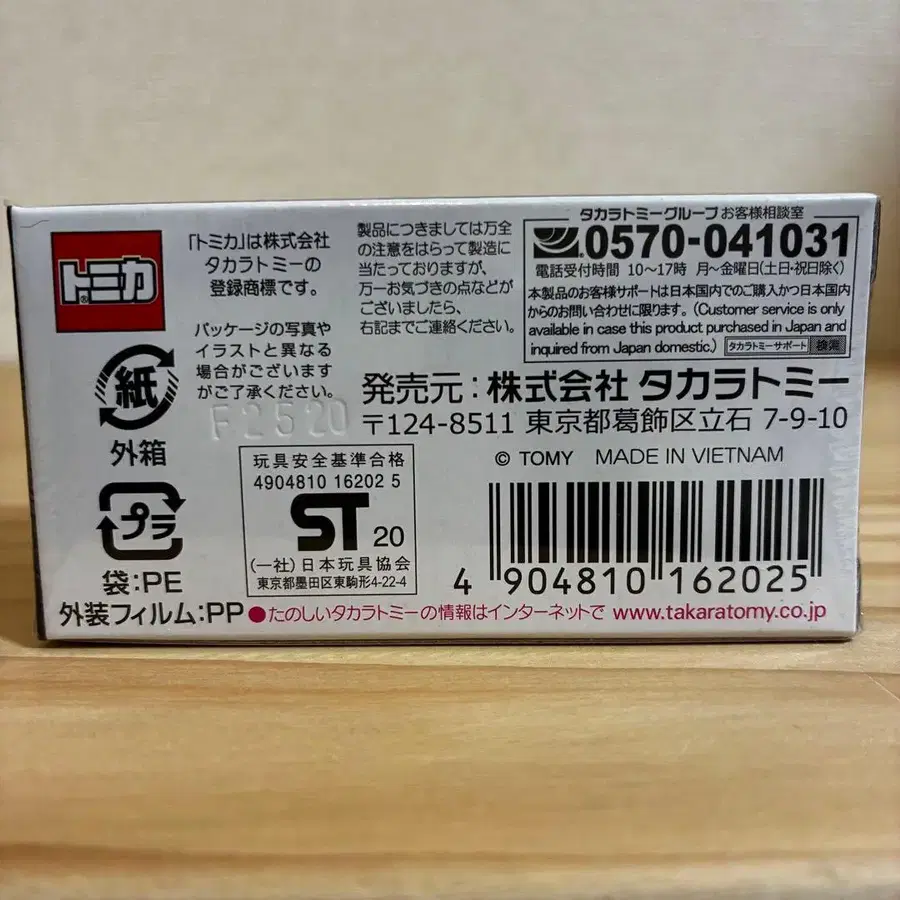 トミカ®
「トミカ」は株式会社
タカラトミーの
登録商標です。
パッケージの写真や
イラストと異なる
場合がございます
がご了承ください。
製品につきましては万全
の注意をはらって製造に
当たっておりますが、
万一お気づきの点などが
ございましたら、
右記までご連絡ください。
タカラトミーグループ お客様相談室
0570-041031
電話受付時間 10〜17時 月〜金曜日(土日・祝日除く)
本製品のお客様サポートは日本国内でのご購入かつ日本国内
からのお問い合わせに限ります。(Customer service is only
available in case this product purchased in Japan and
inquired from Japan domestic.) タカラトミーサポート 検索
発売元：株式会社 タカラトミー
〒124-8511 東京都葛飾区立石 7-9-10
© TOMY MADE IN VIETNAM
紙
外箱
F2520
プラ
袋:PE
外装フィルム:PP
玩具安全基準合格
4904810 16202 5
ST 20
(一社)日本玩具協会
東京都墨田区東駒形4-22-4
4 904810 162025
●たのしいタカラトミーの情報はインターネットで www.takaratomy.co.jp